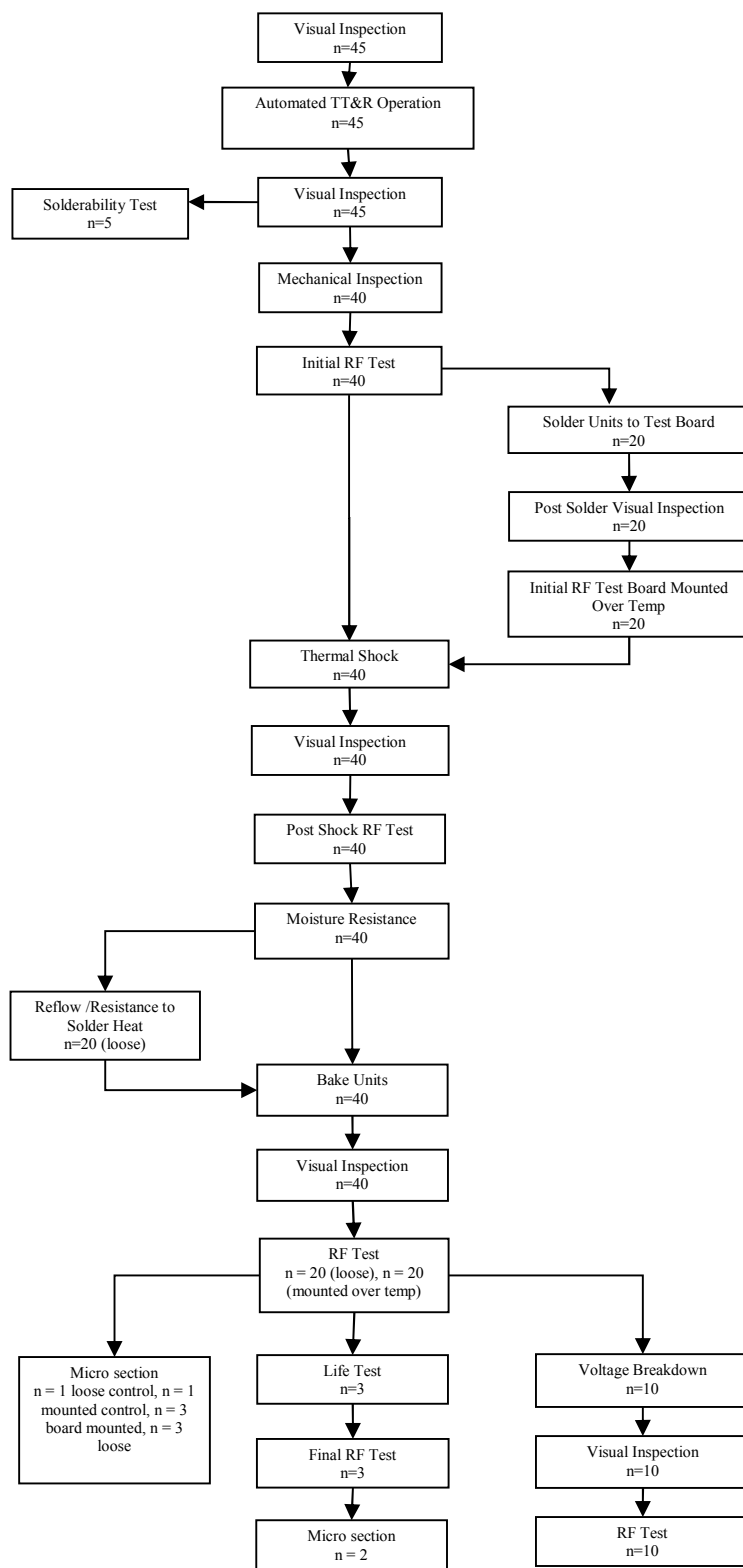 Visual Inspection
n=45
Automated TT&R Operation
n=45
Visual Inspection
n=45
Solderability Test
n=5
Mechanical Inspection
n=40
Initial RF Test
n=40
Solder Units to Test Board
n=20
Post Solder Visual Inspection
n=20
Initial RF Test Board Mounted
Over Temp
n=20
Thermal Shock
n=40
Visual Inspection
n=40
Post Shock RF Test
n=40
Moisture Resistance
n=40
Reflow /Resistance to
Solder Heat
n=20 (loose)
Bake Units
n=40
Visual Inspection
n=40
RF Test
n = 20 (loose), n = 20
(mounted over temp)
Micro section
n = 1 loose control, n = 1
mounted control, n = 3
board mounted, n = 3
loose
Life Test
n=3
Final RF Test
n=3
Micro section
n = 2
Voltage Breakdown
n=10
Visual Inspection
n=10
RF Test
n=10